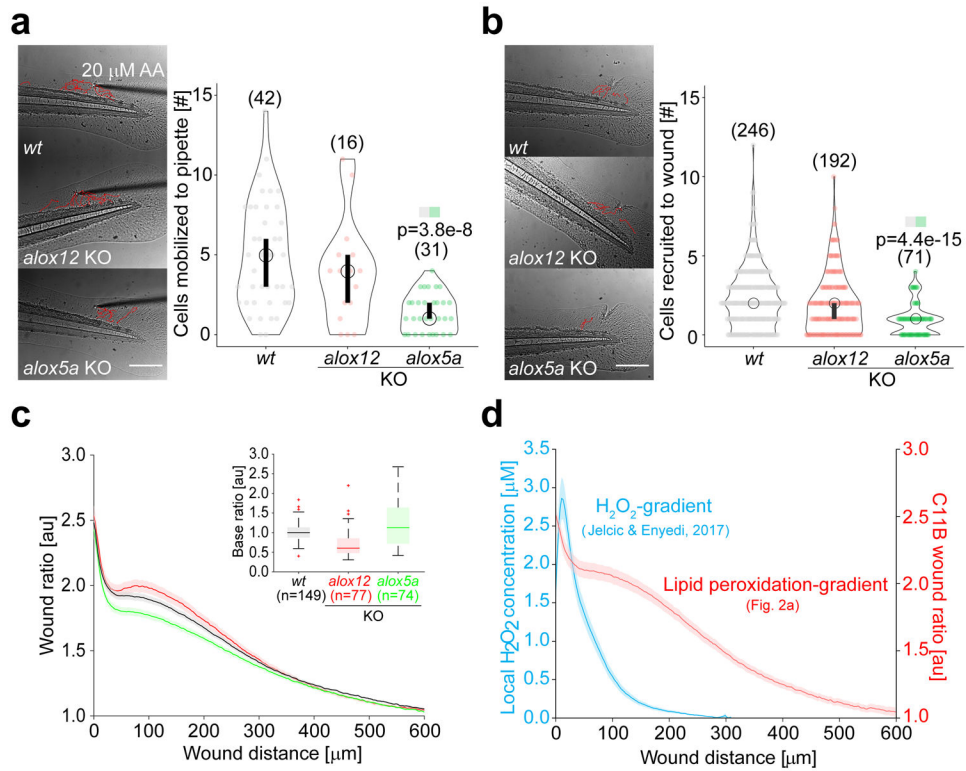 a
20 μM AA
wt
alox12 KO
alox5a KO
Cells mobilized to pipette [#]
15
10
5
0
(42)
(16)
p=3.8e-8
(31)
wt
alox12
alox5a
KO
b
wt
alox12 KO
alox5a KO
Cells recruited to wound [#]
15
10
5
0
(246)
(192)
p=4.4e-15
(71)
wt
alox12
alox5a
KO
c
Wound ratio [au]
3.0
2.5
2.0
1.5
1.0
0 100 200 300 400 500 600
Wound distance [μm]
Base ratio [au]
3.0
2.5
2.0
1.5
1.0
0.5
0.0
wt
(n=149)
alox12
(n=77)
alox5a
(n=74)
KO
d
Local H₂O₂ concentration [μM]
3.5
3.0
2.5
2.0
1.5
1.0
0.5
0.0
H₂O₂-gradient
(Jelcic & Enyedi, 2017)
Lipid peroxidation-gradient
(Fig. 2a)
3.0
2.5
2.0
1.5
1.0
C11B wound ratio [au]
0 100 200 300 400 500 600
Wound distance [μm]